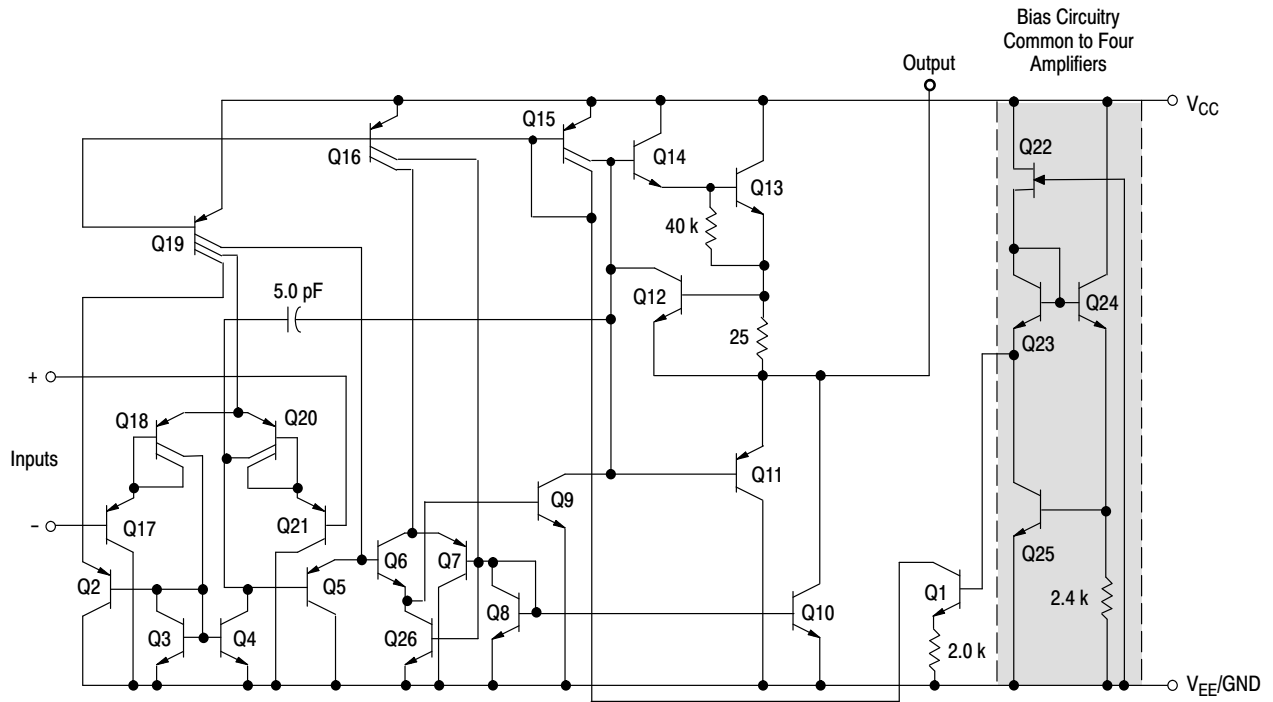 Bias Circuitry
Common to Four
Amplifiers
Output
VCC
Q15
Q22
Q16
Q14
Q13
40 k
Q19
Q12
Q24
5.0 pF
25
Q23
+
Q18
Q20
Inputs
Q9
Q11
−
Q17
Q21
Q25
Q6
Q7
Q2
Q5
Q1
2.4 k
Q3
Q4
Q8
Q10
Q26
2.0 k
VEE/GND